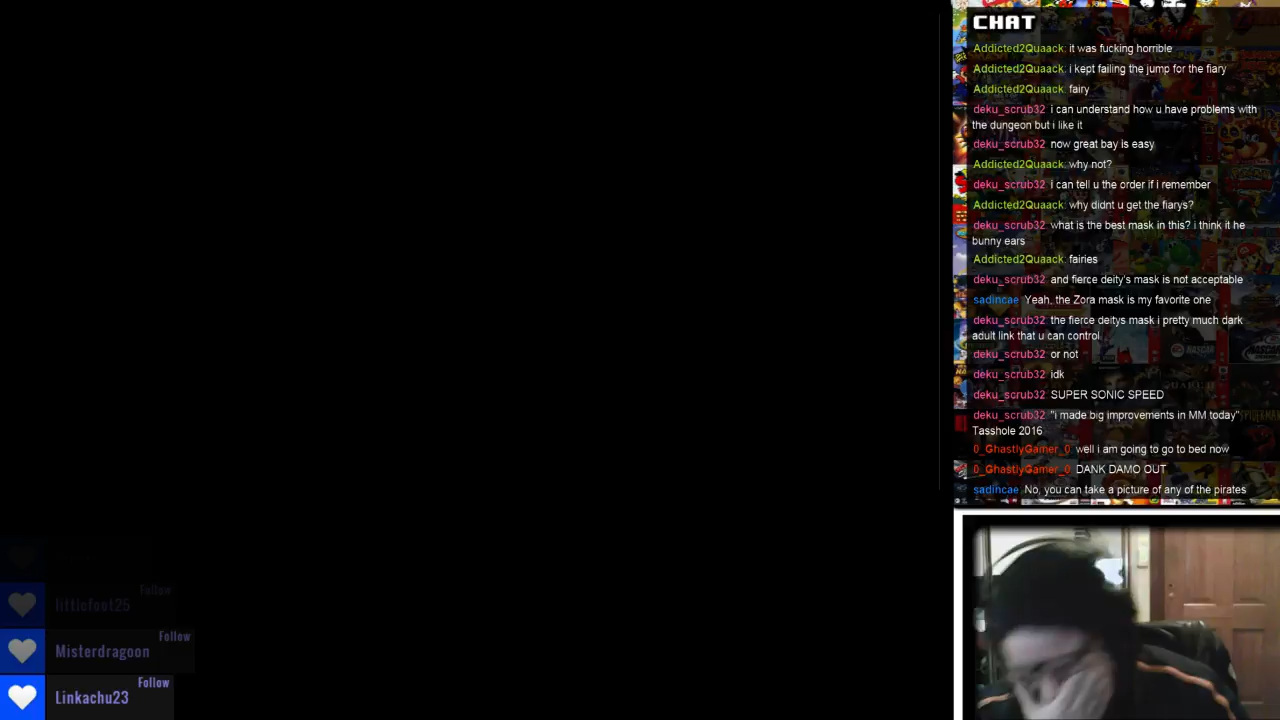 CHAT
Addicted2Quaack: it was fucking horrible
Addicted2Quaack: i kept failing the jump for the fiary
Addicted2Quaack: fairy
deku_scrub32: i can understand how u have problems with
the dungeon but i like it
deku_scrub32: now great bay is easy
Addicted2Quaack: why not?
deku_scrub32: i can tell u the order if i remember
Addicted2Quaack: why didnt u get the fiarys?
deku_scrub32: what is the best mask in this? i think it he
bunny ears
Addicted2Quaack: fairies
deku_scrub32: and fierce deity's mask is not acceptable
sadincae: Yeah, the Zora mask is my favorite one
deku_scrub32: the fierce deitys mask i pretty much dark
adult link that u can control
deku_scrub32: or not
deku_scrub32: idk
deku_scrub32: SUPER SONIC SPEED
deku_scrub32: "i made big improvements in MM today"
Tasshole 2016
0_GhastlyGamer_0: well i am going to go to bed now
0_GhastlyGamer_0: DANK DAMO OUT
sadincae: No, you can take a picture of any of the pirates
Follow
littlefoot25
Follow
Misterdragoon
Follow
Linkachu23